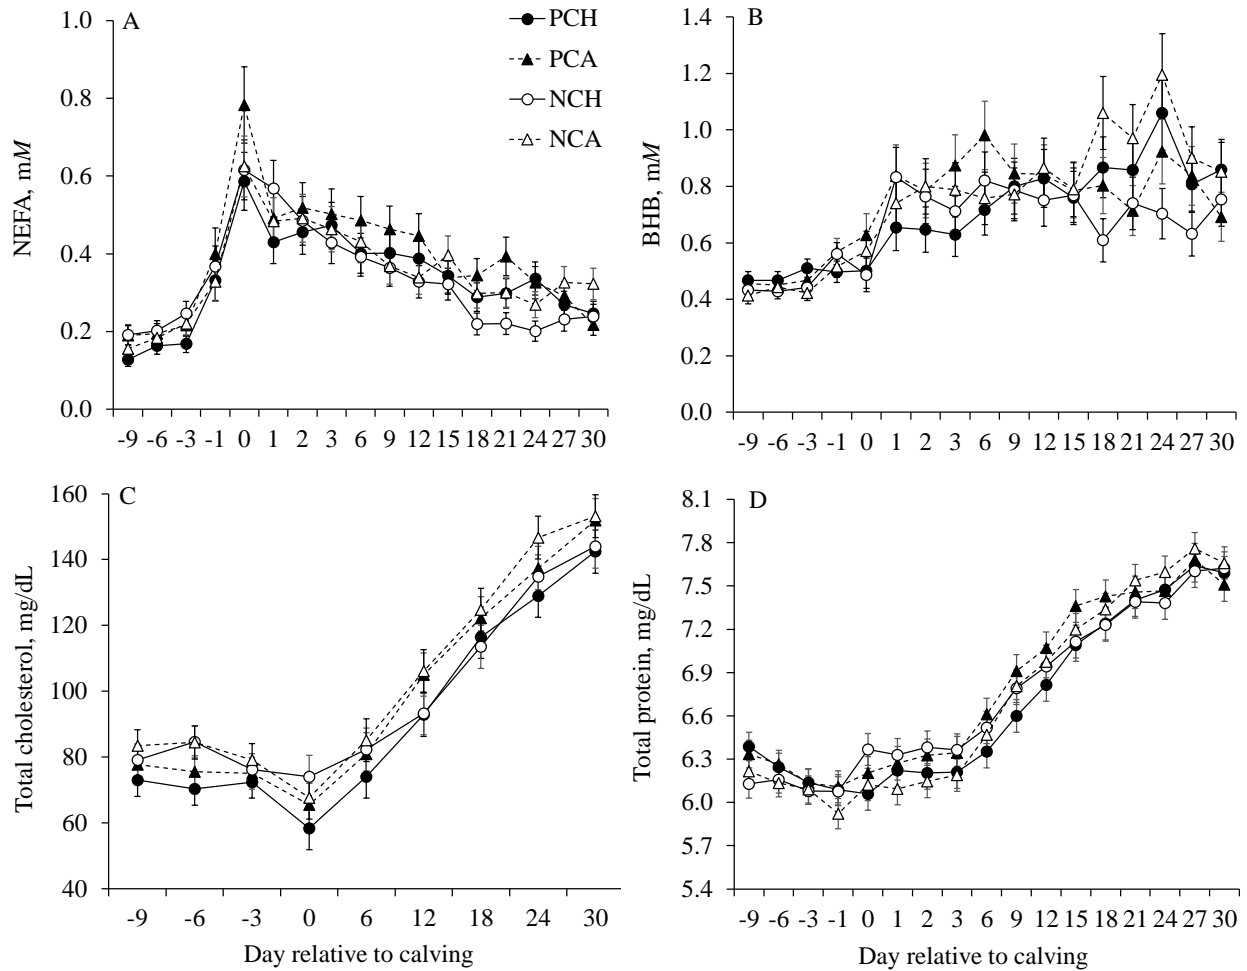 A
PCH
PCA
NCH
NCA
NEFA, mM
1.0
0.8
0.6
0.4
0.2
0.0
-9 -6 -3 -1 0 1 2 3 6 9 12 15 18 21 24 27 30
B
BHB, mM
1.4
1.2
1.0
0.8
0.6
0.4
0.2
0.0
-9 -6 -3 -1 0 1 2 3 6 9 12 15 18 21 24 27 30
C
Total cholesterol, mg/dL
160
140
120
100
80
60
40
-9 -6 -3 0 6 12 18 24 30
Day relative to calving
D
Total protein, mg/dL
8.1
7.8
7.5
7.2
6.9
6.6
6.3
6.0
5.7
5.4
-9 -6 -3 -1 0 1 2 3 6 9 12 15 18 21 24 27 30
Day relative to calving